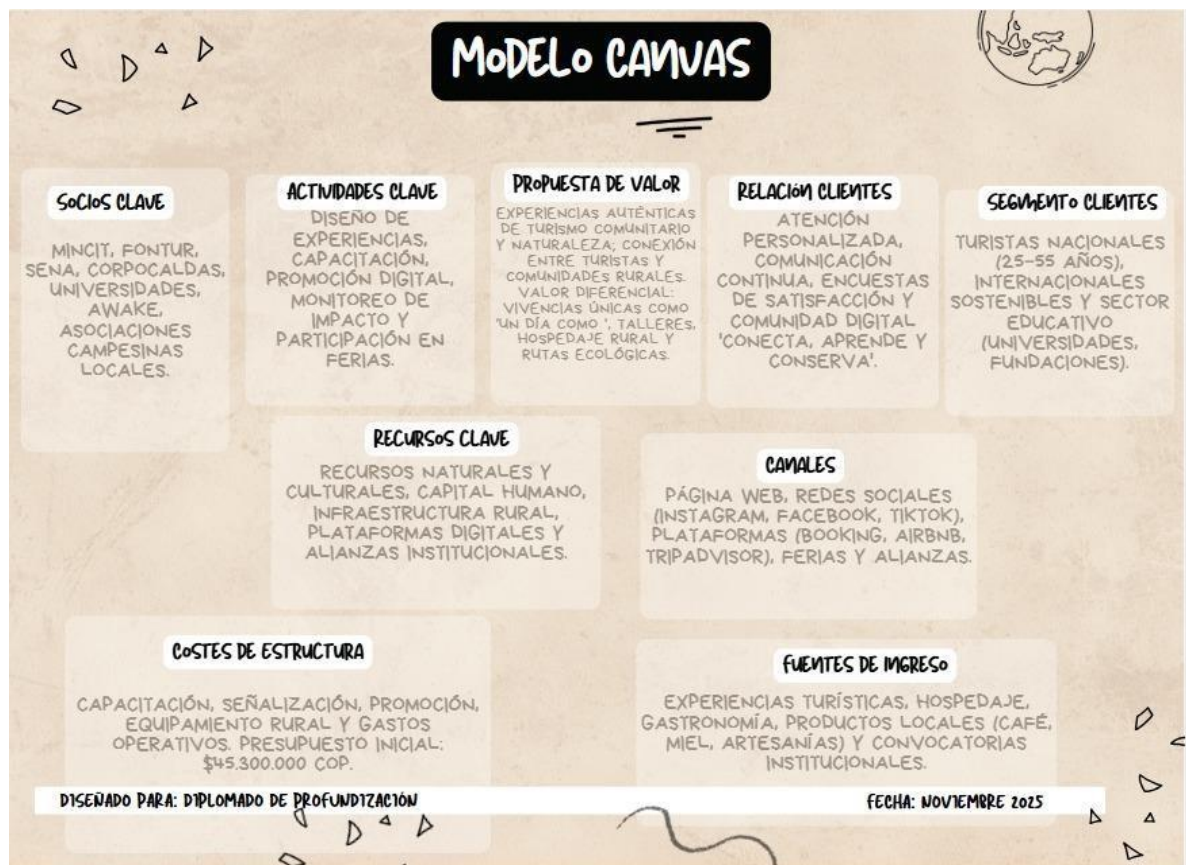 MODELO CANVAS
SOCIOS CLAVE
MINCIT, FONTUR,
SENA, CORPOCALDAS,
UNIVERSIDADES,
AWAKE,
ASOCIACIONES
CAMPESINAS
LOCALES.
ACTIVIDADES CLAVE
DISEÑO DE
EXPERIENCIAS,
CAPACITACIÓN,
PROMOCIÓN DIGITAL,
MONITOREO DE
IMPACTO Y
PARTICIPACIÓN EN
FERIAS.
PROPUESTA DE VALOR
EXPERIENCIAS AUTÉNTICAS
DE TURISMO COMUNITARIO
Y NATURALEZA; CONEXIÓN
ENTRE TURISTAS Y
COMUNIDADES RURALES.
VALOR DIFERENCIAL:
VIVENCIAS ÚNICAS COMO
'UN DÍA COMO ', TALLERES,
HOSPEDAJE RURAL Y
RUTAS ECOLÓGICAS.
RELACIÓN CLIENTES
ATENCIÓN
PERSONALIZADA,
COMUNICACIÓN
CONTINUA, ENCUESTAS
DE SATISFACCIÓN Y
COMUNIDAD DIGITAL
'CONECTA, APRENDE Y
CONSERVA'.
SEGMENTO CLIENTES
TURISTAS NACIONALES
(25-55 AÑOS),
INTERNACIONALES
SOSTENIBLES Y SECTOR
EDUCATIVO
(UNIVERSIDADES,
FUNDACIONES).
RECURSOS CLAVE
RECURSOS NATURALES Y
CULTURALES, CAPITAL HUMANO,
INFRAESTRUCTURA RURAL,
PLATAFORMAS DIGITALES Y
ALIANZAS INSTITUCIONALES.
CANALES
PÁGINA WEB, REDES SOCIALES
(INSTAGRAM, FACEBOOK, TIKTOK),
PLATAFORMAS (BOOKING, AIRBNB,
TRIPADVISOR), FERIAS Y ALIANZAS.
COSTES DE ESTRUCTURA
CAPACITACIÓN, SEÑALIZACIÓN, PROMOCIÓN,
EQUIPAMIENTO RURAL Y GASTOS
OPERATIVOS. PRESUPUESTO INICIAL:
$45.300.000 COP.
FUENTES DE INGRESO
EXPERIENCIAS TURÍSTICAS, HOSPEDAJE,
GASTRONOMÍA, PRODUCTOS LOCALES (CAFÉ,
MIEL, ARTESANÍAS) Y CONVOCATORIAS
INSTITUCIONALES.
DISEÑADO PARA: DIPLOMADO DE PROFUNDIZACIÓN
FECHA: NOVIEMBRE 2025